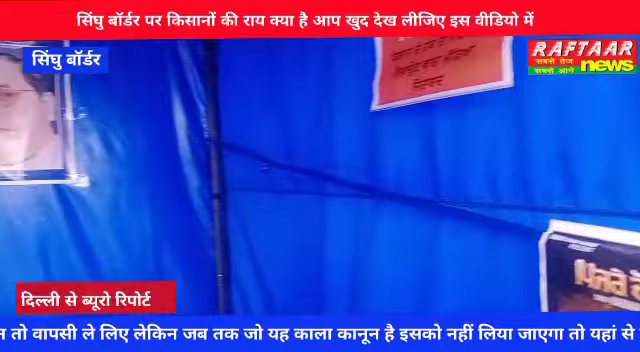 सिंघु बॉर्डर पर किसानों की राय क्या है आप खुद देख लीजिए इस वीडियो में
सिंघु बॉर्डर
RAFTAAR
सबसे तेज
सबसे आगे
news
दिल्ली से ब्यूरो रिपोर्ट
तो वापसी ले लिए लेकिन जब तक जो यह काला कानून है इसको नहीं लिया जाएगा तो यहां से